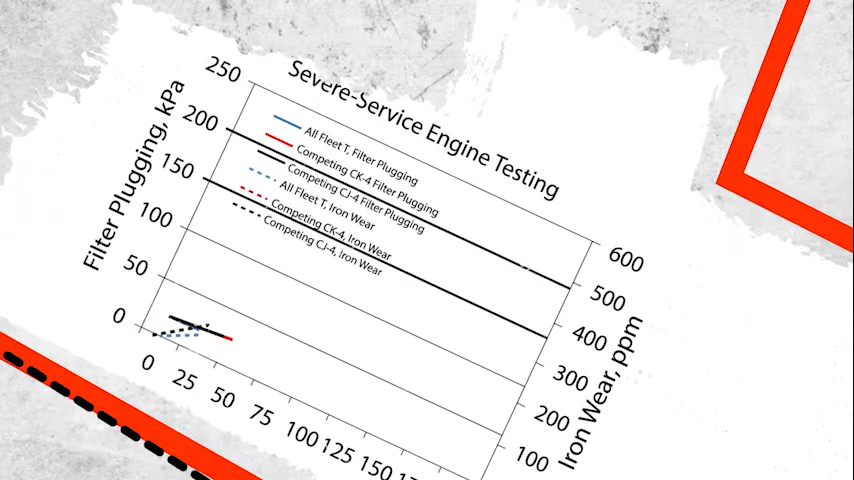 Severe-Service Engine Testing
Filter Plugging, kPa
250
200
150
100
50
0
All Fleet T, Filter Plugging
Competing CK-4 Filter Plugging
Competing CJ-4 Filter Plugging
All Fleet T, Iron Wear
Competing CK-4, Iron Wear
Competing CJ-4, Iron Wear
600
500
400
300
200
100
Iron Wear, ppm
0 25 50 75 100 125 150